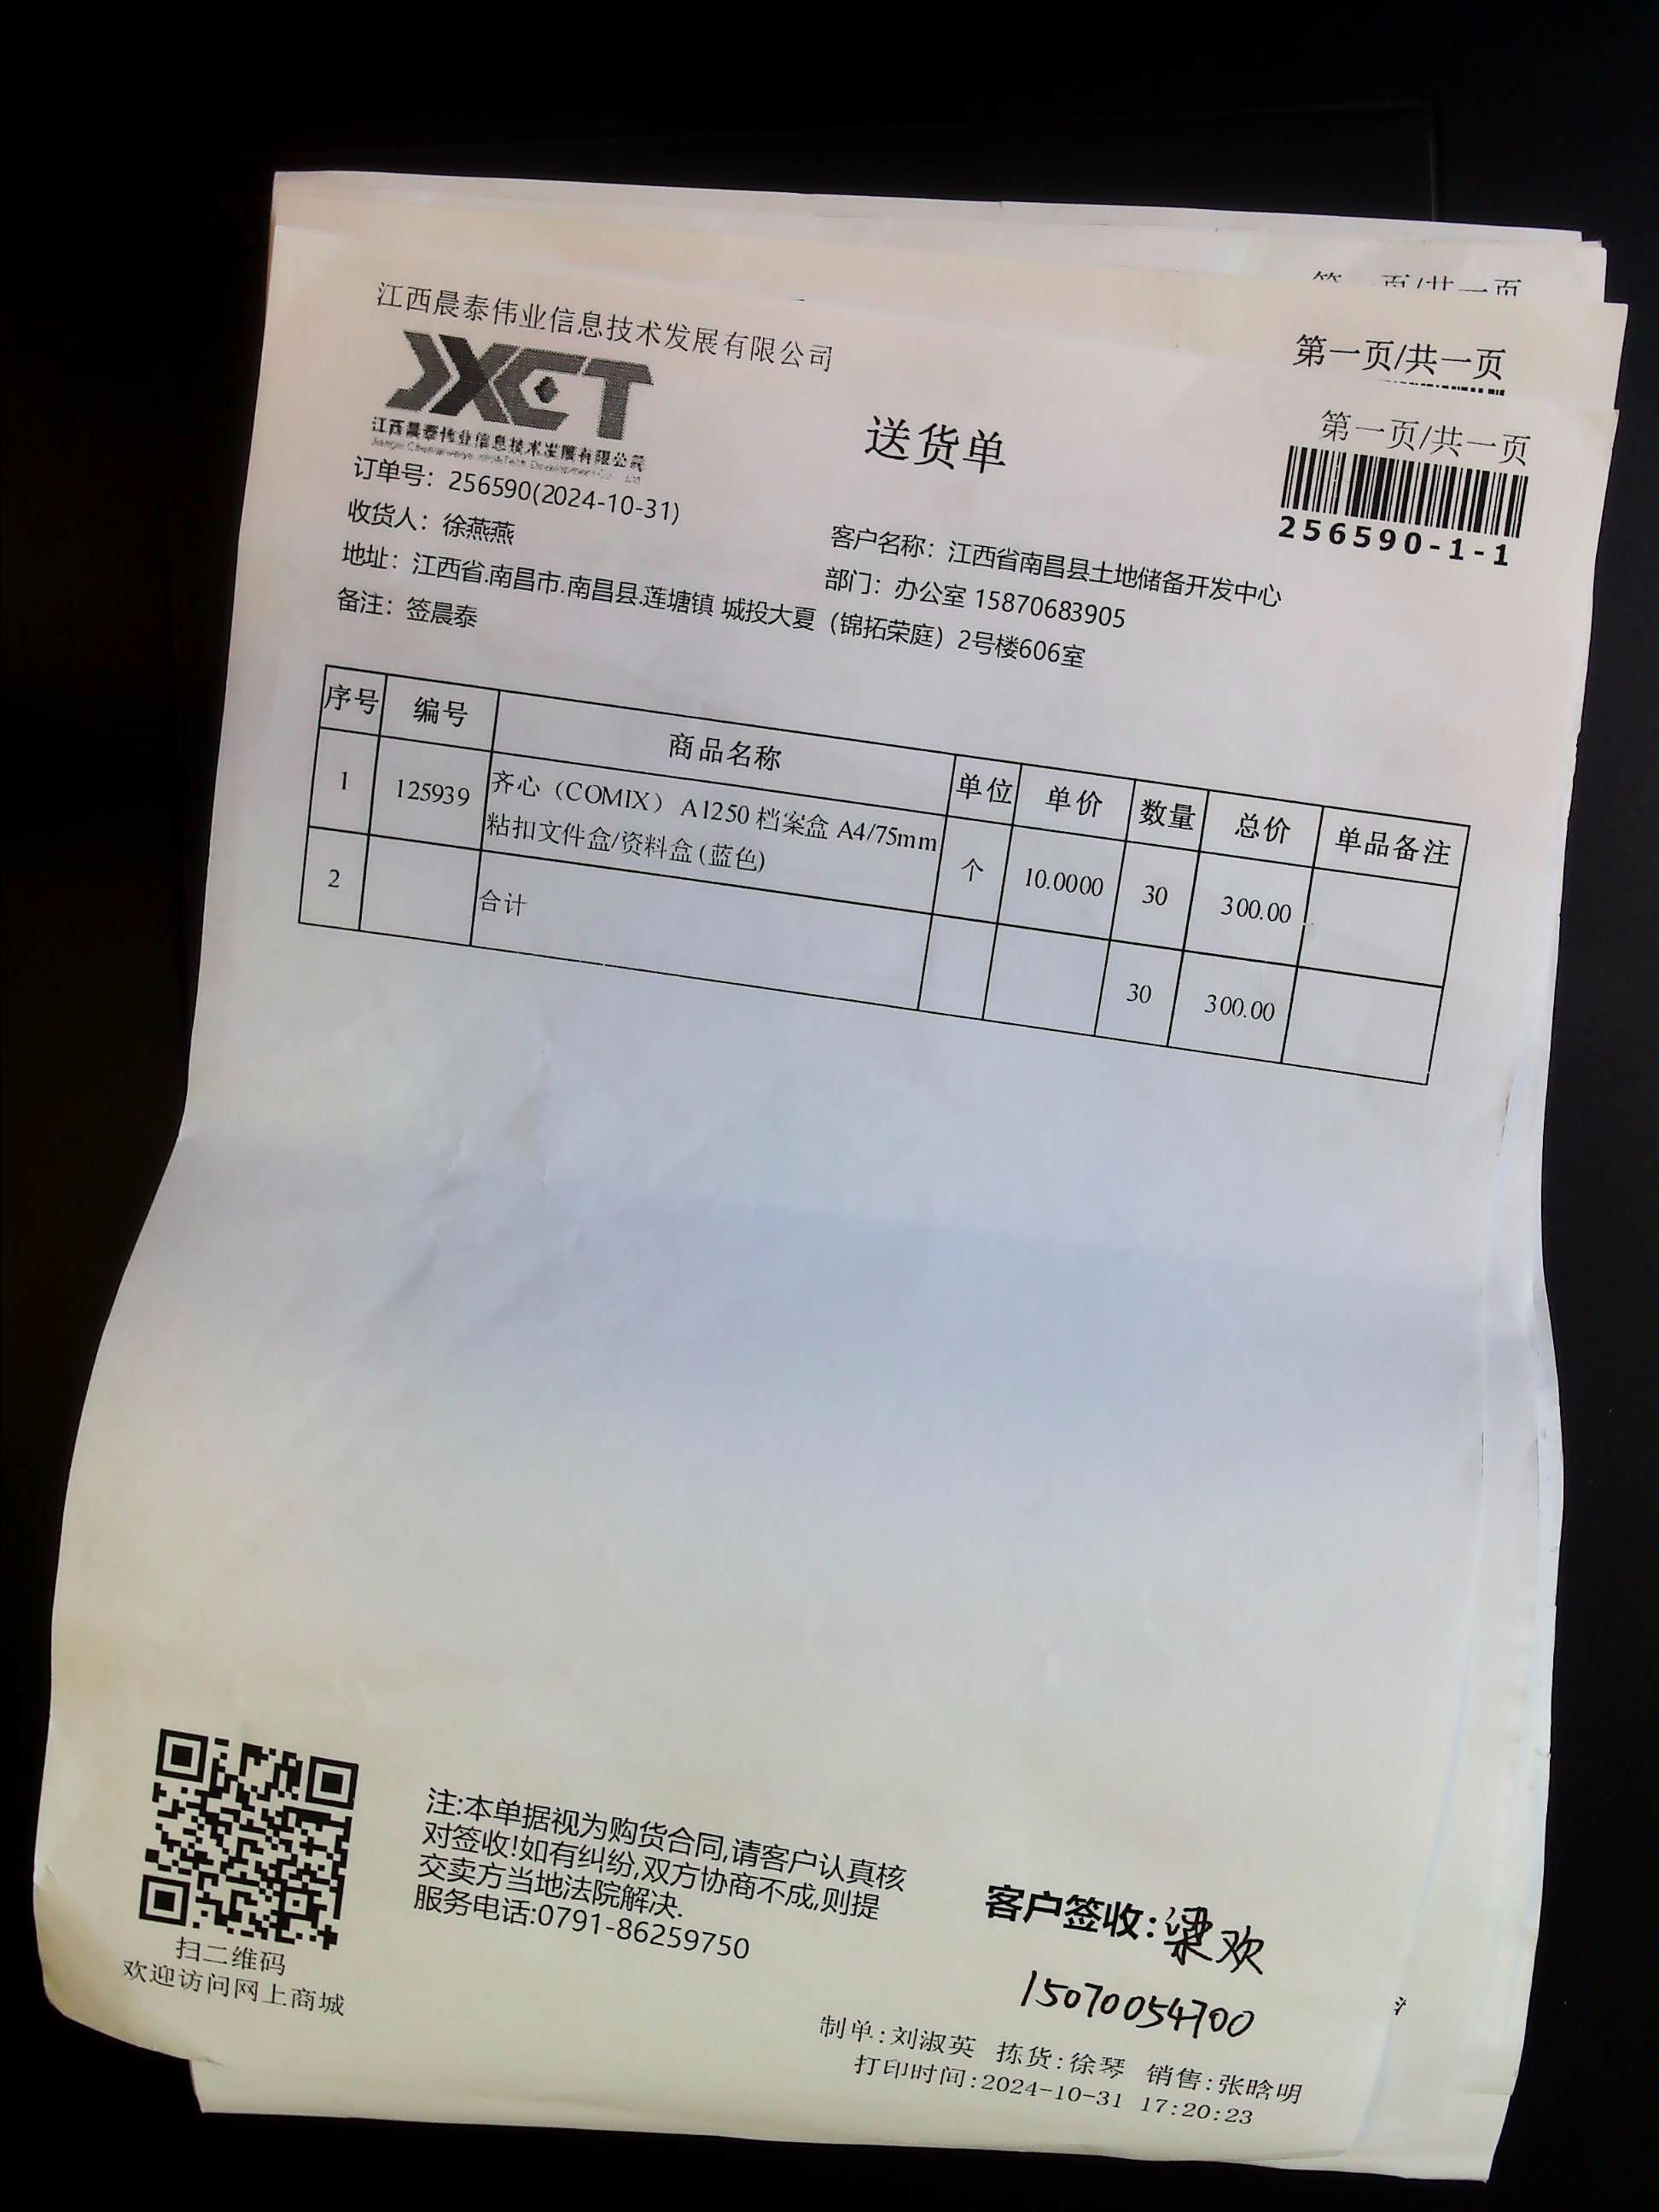 第一页/共一页
第一页/共一页
江西晨泰伟业信息技术发展有限公司
JXCT
江西晨泰伟业信息技术发展有限公司
送货单
第一页/共一页
256590-1-1
订单号：256590(2024-10-31)
收货人：徐燕燕
客户名称：江西省南昌县土地储备开发中心
部门：办公室 15870683905
地址：江西省.南昌市.南昌县.莲塘镇 城投大夏（锦拓荣庭）2号楼606室
备注：签晨泰
序号 编号 商品名称 单位 单价 数量 总价 单品备注
1 125939 齐心（COMIX） A1250 档案盒 A4/75mm 个 10.0000 30 300.00
粘扣文件盒/资料盒(蓝色)
2 合计 30 300.00
注:本单据视为购货合同,请客户认真核
对签收!如有纠纷,双方协商不成,则提
交卖方当地法院解决.
服务电话:0791-86259750
扫二维码
欢迎访问网上商城
客户签收:梁欢
15070054700
制单:刘淑英 拣货:徐琴 销售:张晗明
打印时间:2024-10-31 17:20:23